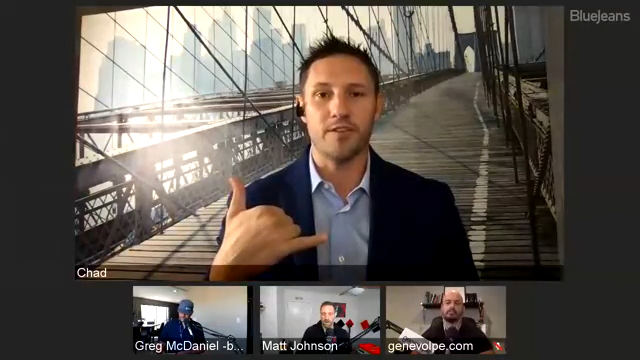 BlueJeans
Chad
Greg McDaniel -b...
Matt Johnson
genevolpe.com